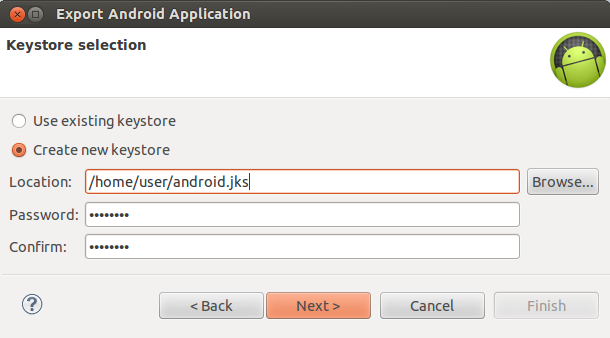 Export Android Application
Keystore selection
Use existing keystore
Create new keystore
Location: /home/user/android.jks Browse...
Password: ••••••••
Confirm: ••••••••
? < Back Next > Cancel Finish